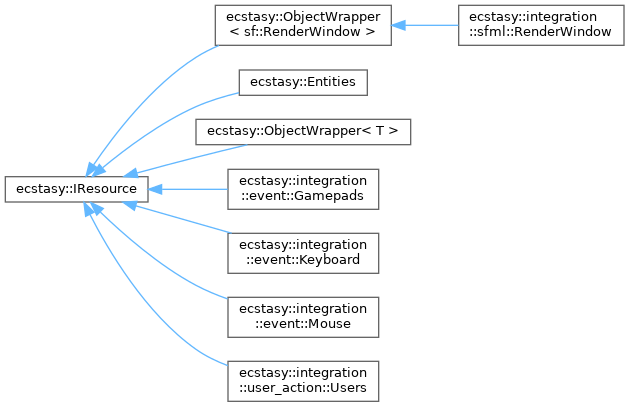 ecstasy::ObjectWrapper
< sf::RenderWindow >
ecstasy::integration
::sfml::RenderWindow
ecstasy::Entities
ecstasy::ObjectWrapper< T >
ecstasy::IResource
ecstasy::integration
::event::Gamepads
ecstasy::integration
::event::Keyboard
ecstasy::integration
::event::Mouse
ecstasy::integration
::user_action::Users